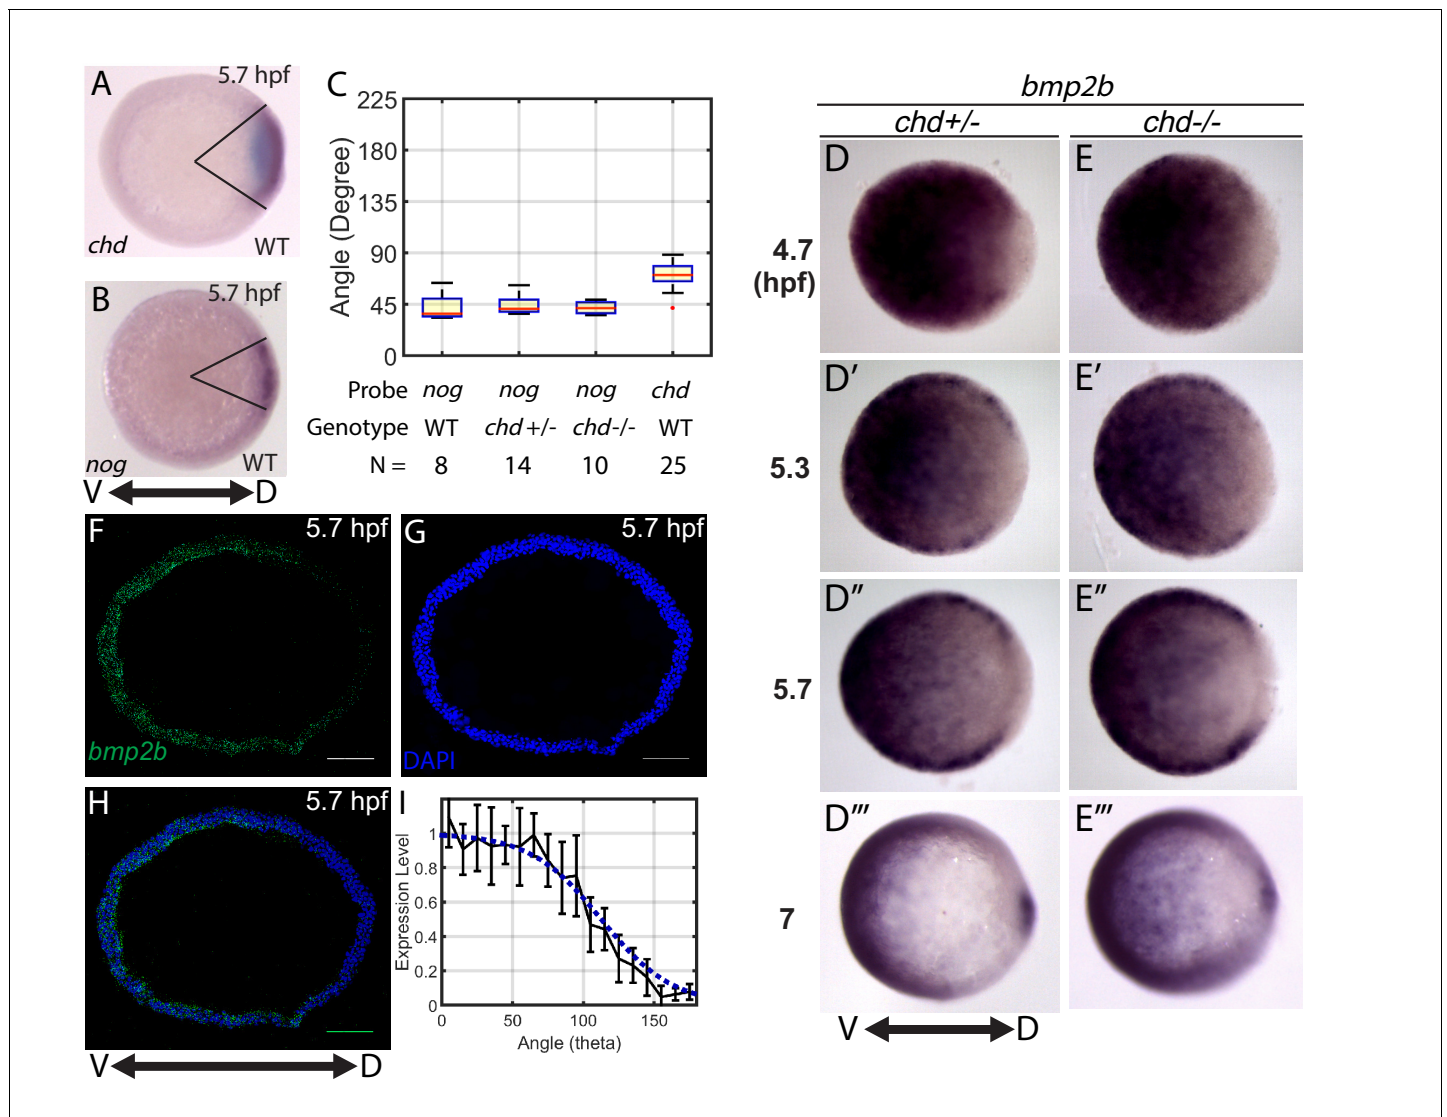 A
5.7 hpf
chd
WT
B
5.7 hpf
nog
WT
V
D
C
225
180
135
90
45
0
Angle (Degree)
Probe nog nog nog chd
Genotype WT chd+/- chd-/- WT
N = 8 14 10 25
bmp2b
chd+/- chd-/-
D
E
4.7
(hpf)
D′
E′
5.3
D″
E″
5.7
D‴
E‴
7
V
D
F
5.7 hpf
bmp2b
G
5.7 hpf
DAPI
H
5.7 hpf
V
D
I
1
0.8
0.6
0.4
0.2
0
Expression Level
0 50 100 150
Angle (theta)